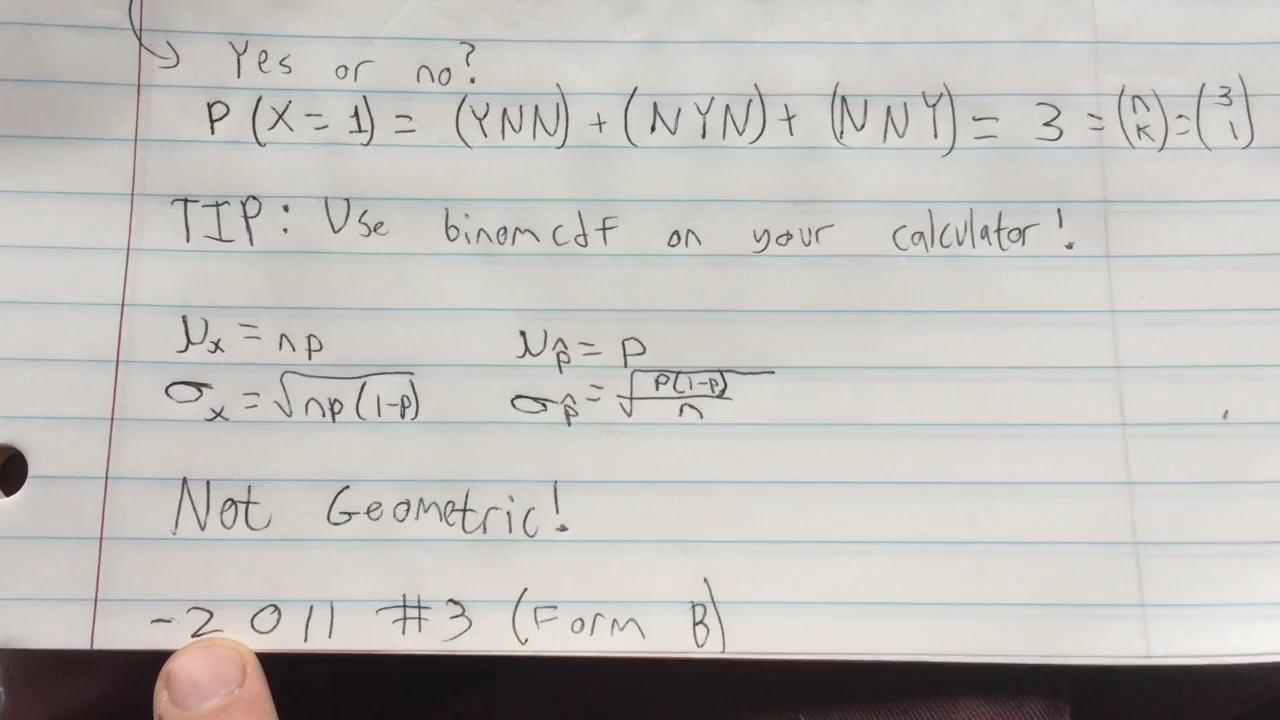 Yes or no?
P(X=1) = (YNN) + (NYN) + (NNY) = 3 = (n K) = (3 1)
TIP: Use binomcdf on your calculator!
μx = np μp̂ = p
σx = √np(1-p) σp̂ = √p(1-p)/n
Not Geometric!
-2011 #3 (Form B)